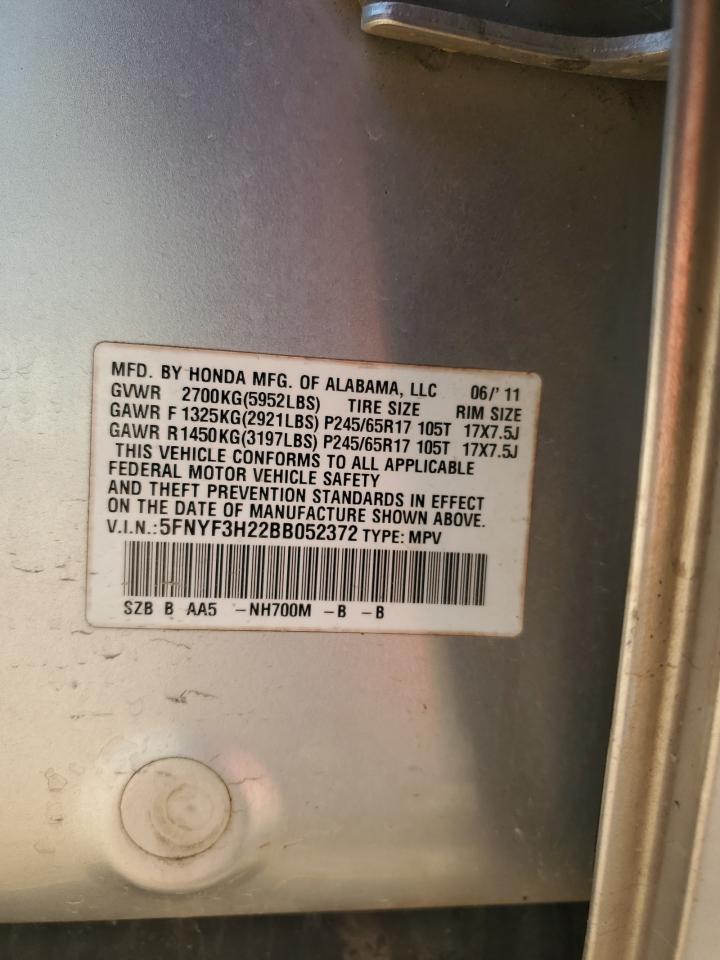 MFD. BY HONDA MFG. OF ALABAMA, LLC 06/'11
GVWR 2700KG(5952LBS) TIRE SIZE RIM SIZE
GAWR F 1325KG(2921LBS) P245/65R17 105T 17X7.5J
GAWR R1450KG(3197LBS) P245/65R17 105T 17X7.5J
THIS VEHICLE CONFORMS TO ALL APPLICABLE
FEDERAL MOTOR VEHICLE SAFETY
AND THEFT PREVENTION STANDARDS IN EFFECT
ON THE DATE OF MANUFACTURE SHOWN ABOVE.
V.I.N.: 5FNYF3H22BB052372 TYPE: MPV
SZB B AA5 -NH700M -B -B